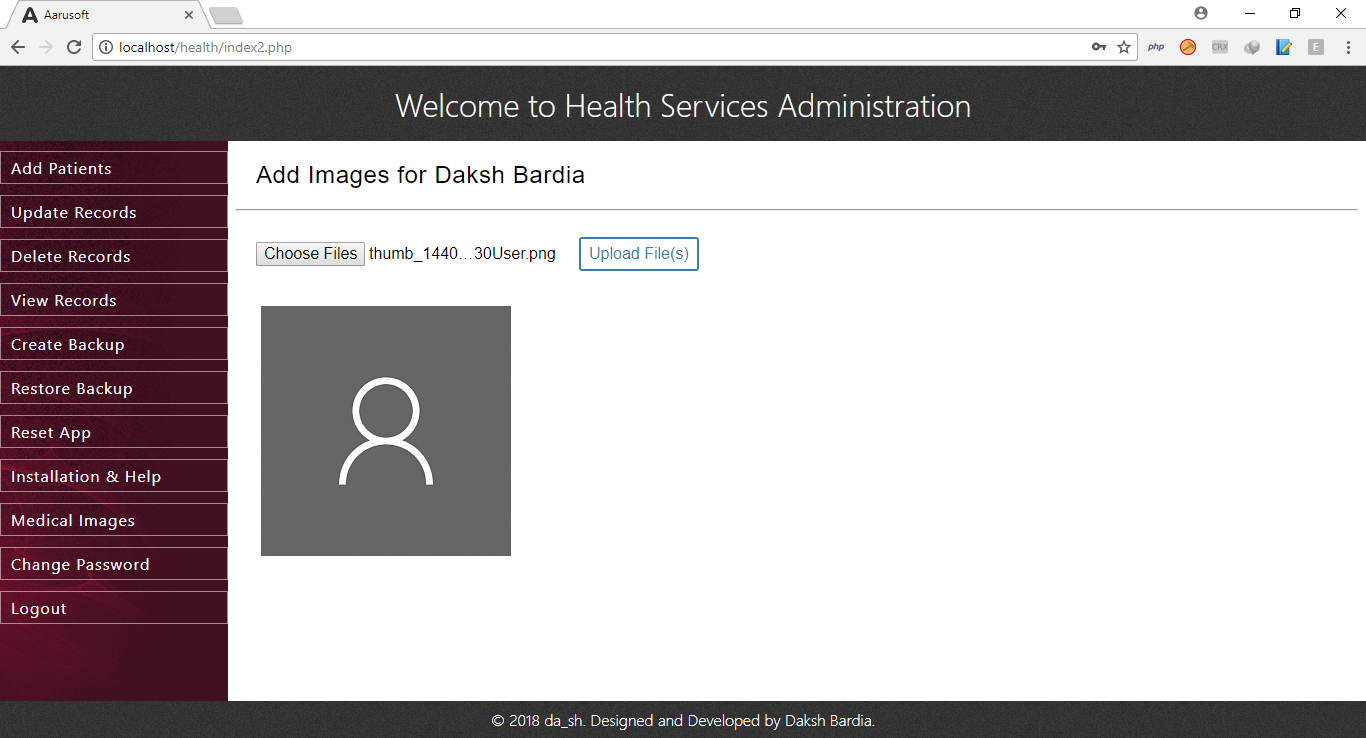 Aarusoft
localhost/health/index2.php
php
CRX
E
Welcome to Health Services Administration
Add Patients
Update Records
Delete Records
View Records
Create Backup
Restore Backup
Reset App
Installation & Help
Medical Images
Change Password
Logout
Add Images for Daksh Bardia
Choose Files thumb_1440...30User.png Upload File(s)
© 2018 da_sh. Designed and Developed by Daksh Bardia.